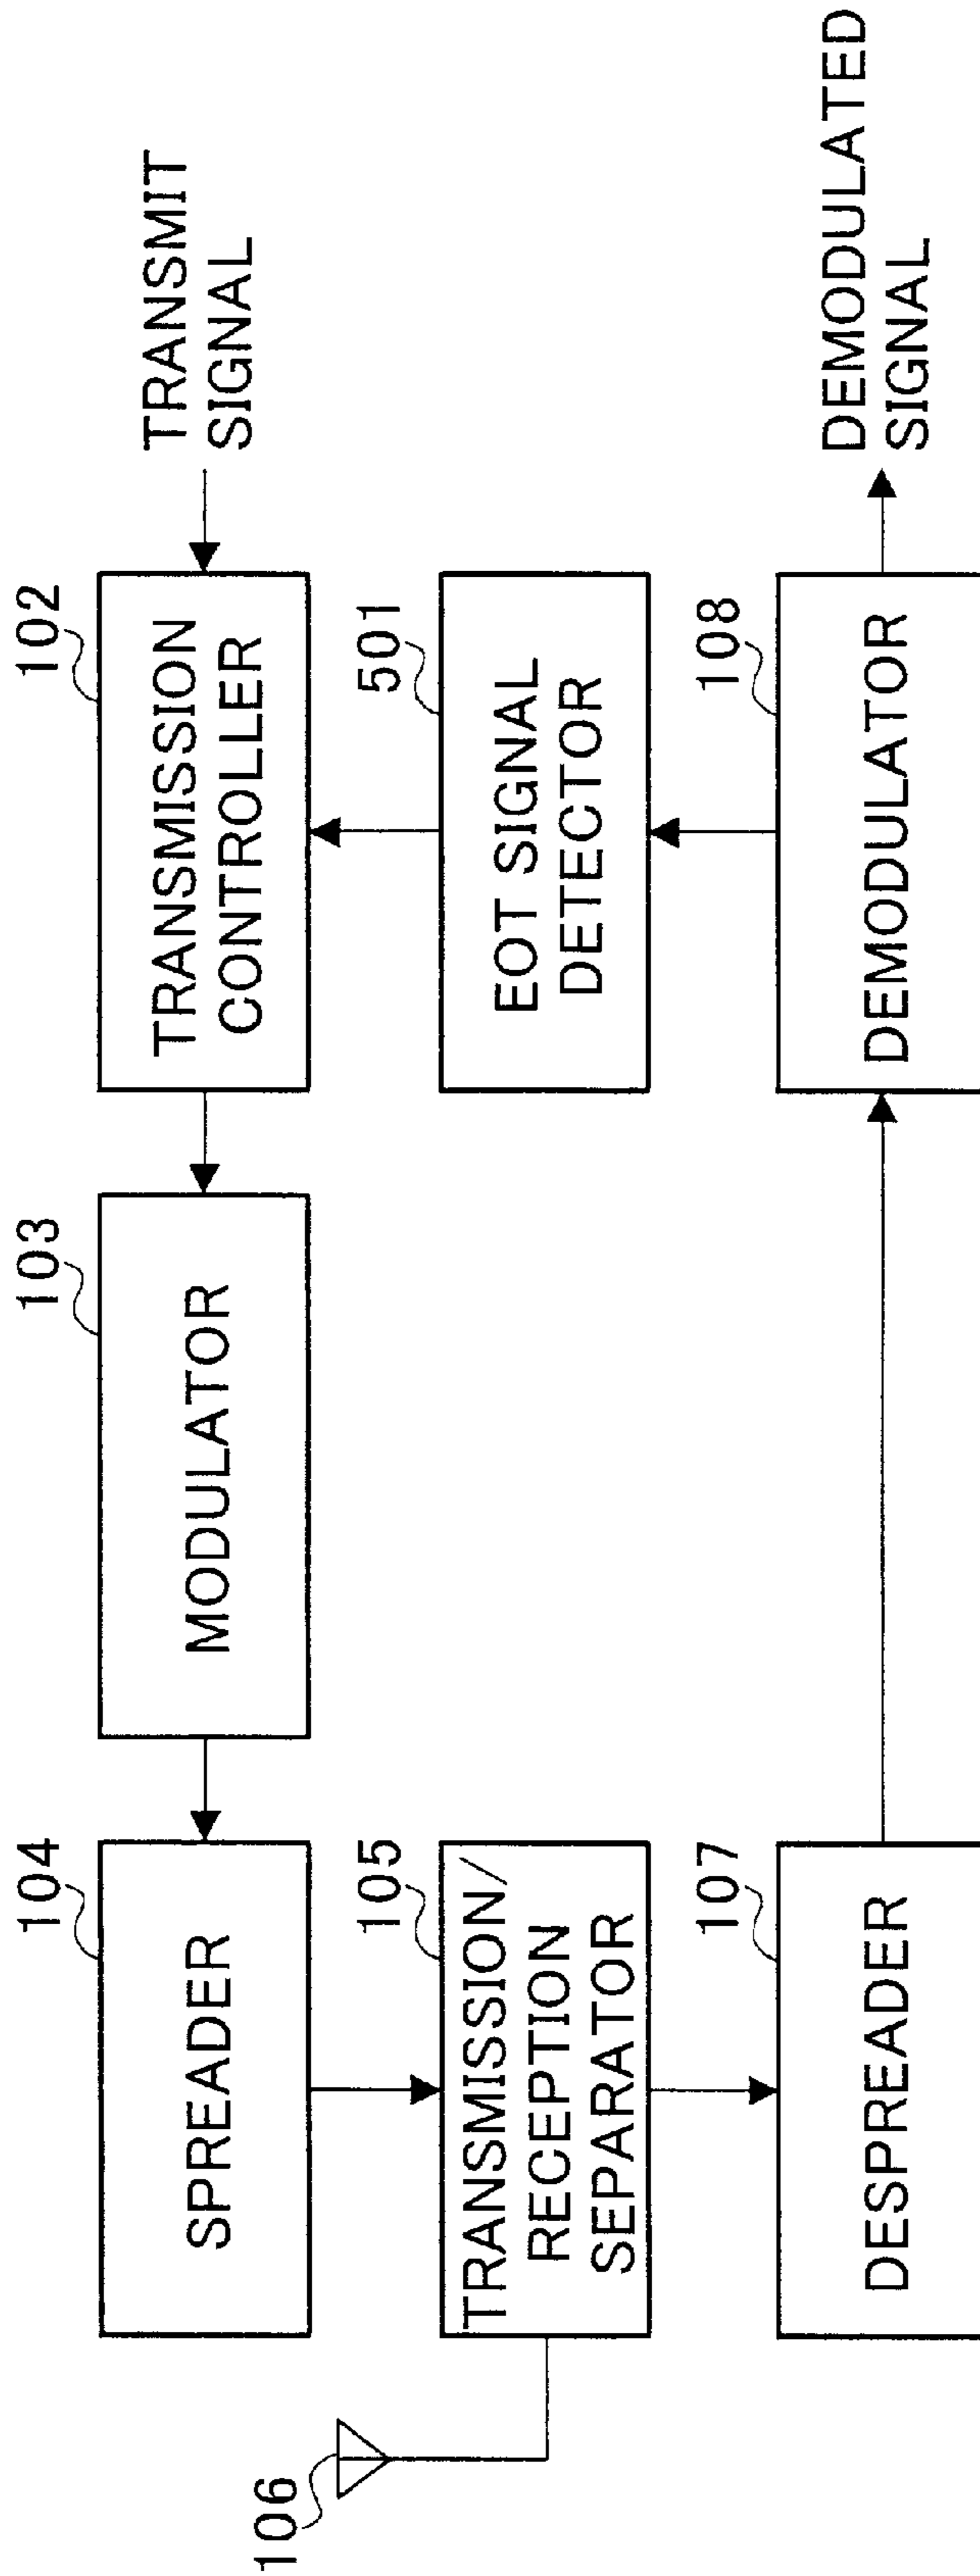 104
SPREADER
103
MODULATOR
102
TRANSMISSION
CONTROLLER
TRANSMIT
SIGNAL
106
105
TRANSMISSION/
RECEPTION
SEPARATOR
501
EOT SIGNAL
DETECTOR
107
DESPREADER
108
DEMODULATOR
DEMODULATED
SIGNAL